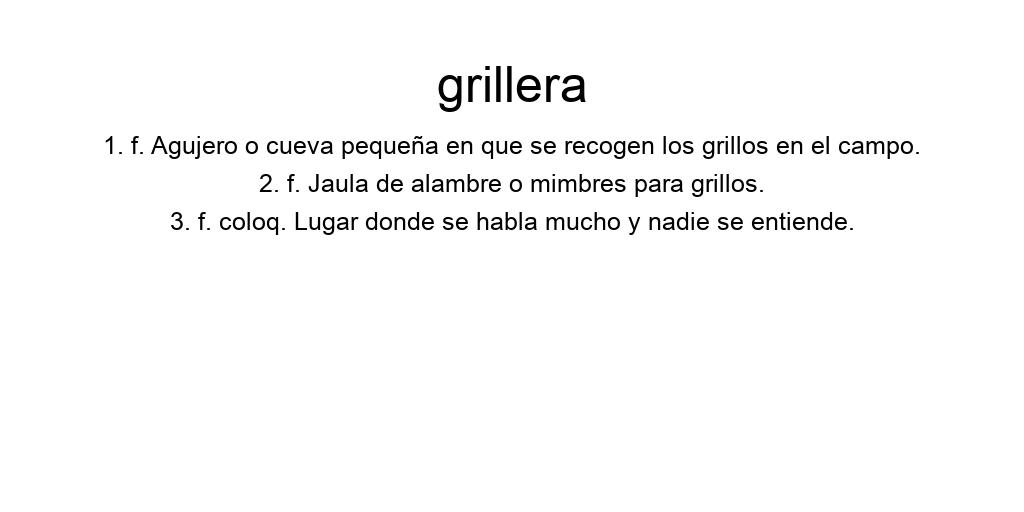 grillera
1. f. Agujero o cueva pequeña en que se recogen los grillos en el campo.
2. f. Jaula de alambre o mimbres para grillos.
3. f. coloq. Lugar donde se habla mucho y nadie se entiende.